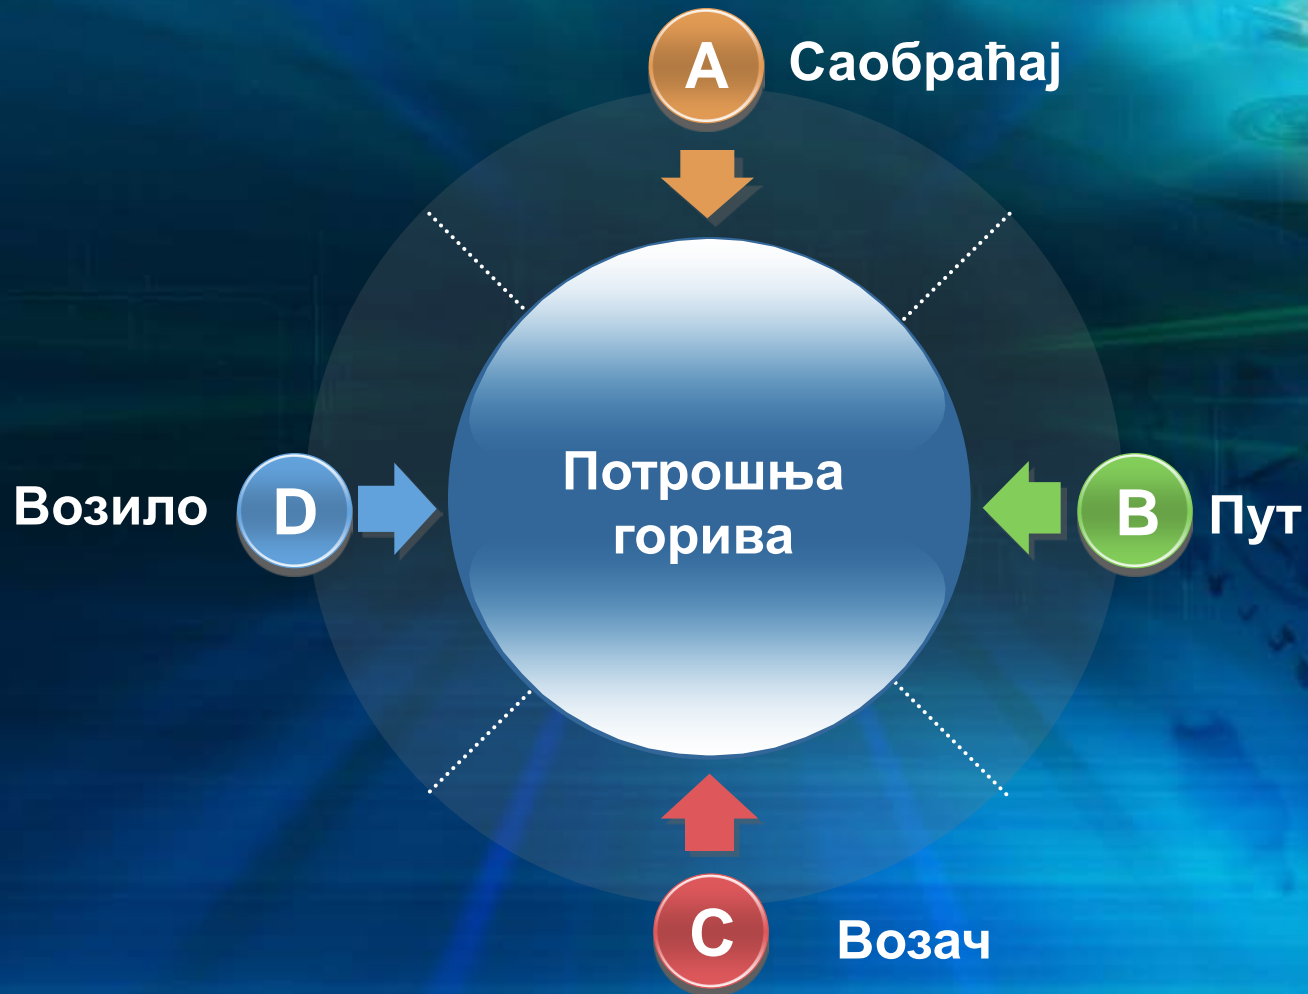 A
Саобраћај
Потрошња
горива
Возило
D
B
Пут
C
Возач